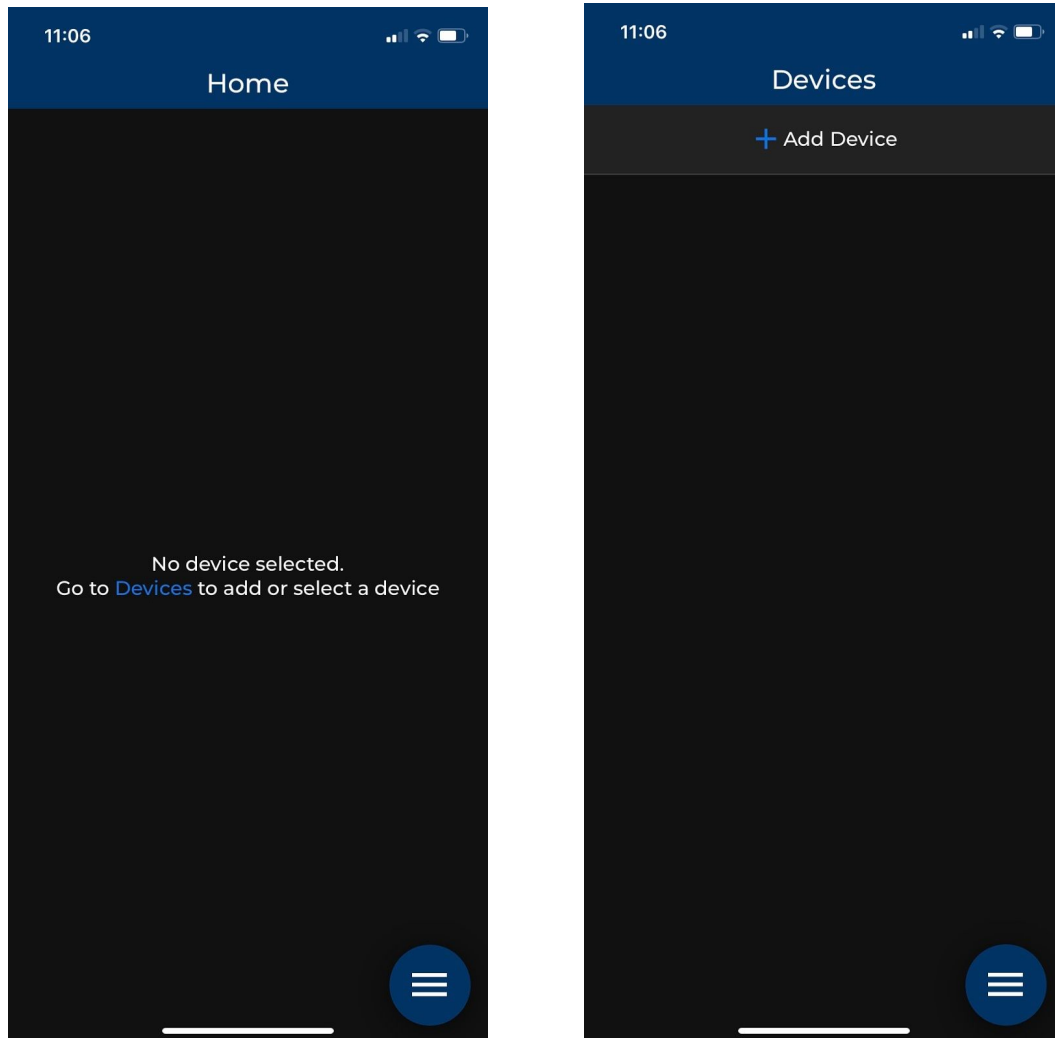 11:06
Home
No device selected.
Go to Devices to add or select a device
11:06
Devices
+ Add Device